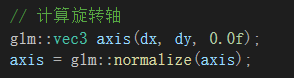 // 计算旋转轴
glm::vec3 axis(dx, dy, 0.0f);
axis = glm::normalize(axis);